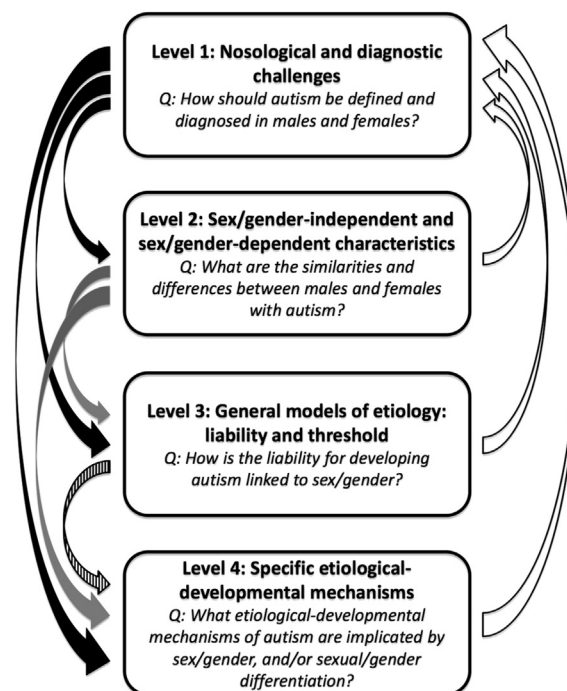 Level 1: Nosological and diagnostic
challenges
Q: How should autism be defined and
diagnosed in males and females?
Level 2: Sex/gender-independent and
sex/gender-dependent characteristics
Q: What are the similarities and
differences between males and females
with autism?
Level 3: General models of etiology:
liability and threshold
Q: How is the liability for developing
autism linked to sex/gender?
Level 4: Specific etiological-
developmental mechanisms
Q: What etiological-developmental
mechanisms of autism are implicated by
sex/gender, and/or sexual/gender
differentiation?